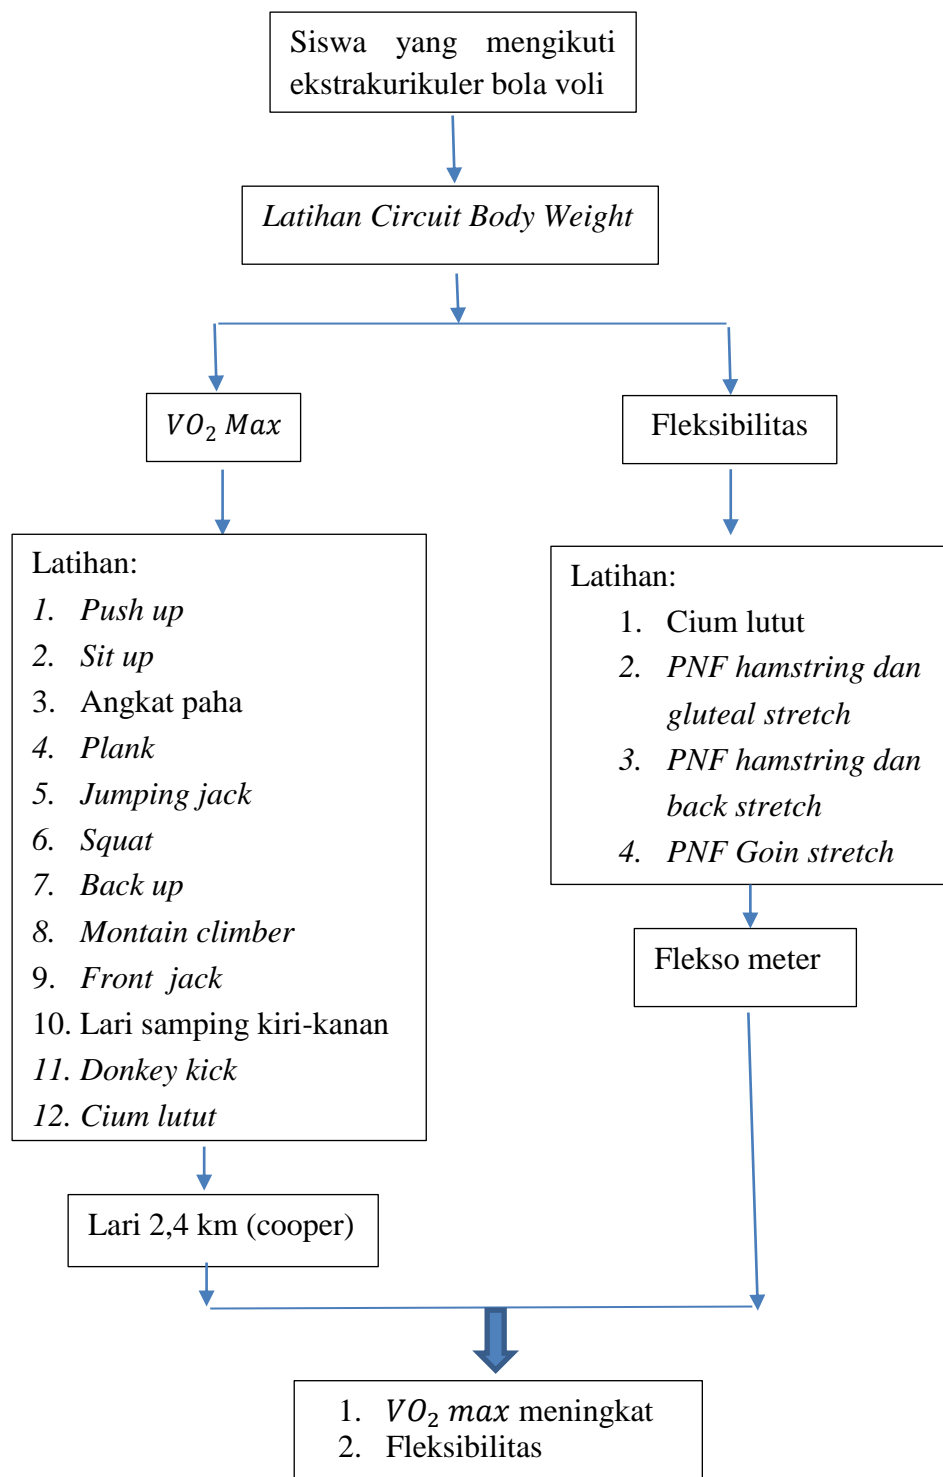 Siswa yang mengikuti
ekstrakurikuler bola voli
Latihan Circuit Body Weight
VO₂ Max
Fleksibilitas
Latihan:
1. Push up
2. Sit up
3. Angkat paha
4. Plank
5. Jumping jack
6. Squat
7. Back up
8. Montain climber
9. Front jack
10. Lari samping kiri-kanan
11. Donkey kick
12. Cium lutut
Latihan:
1. Cium lutut
2. PNF hamstring dan
gluteal stretch
3. PNF hamstring dan
back stretch
4. PNF Goin stretch
Flekso meter
Lari 2,4 km (cooper)
1. VO₂ max meningkat
2. Fleksibilitas